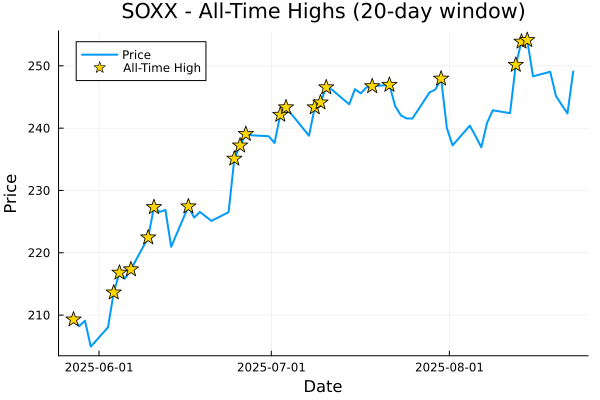 SOXX - All-Time Highs (20-day window)
Price
All-Time High
Price
250
240
230
220
210
2025-06-01
2025-07-01
2025-08-01
Date